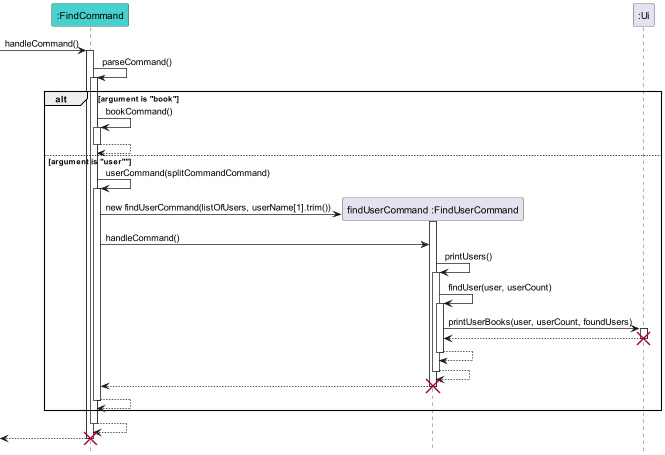 :FindCommand
:Ui
handleCommand()
parseCommand()
alt
[argument is "book"]
bookCommand()
[argument is "user""]
userCommand(splitCommandCommand)
new findUserCommand(listOfUsers, userName[1].trim())
findUserCommand :FindUserCommand
handleCommand()
printUsers()
findUser(user, userCount)
printUserBooks(user, userCount, foundUsers)